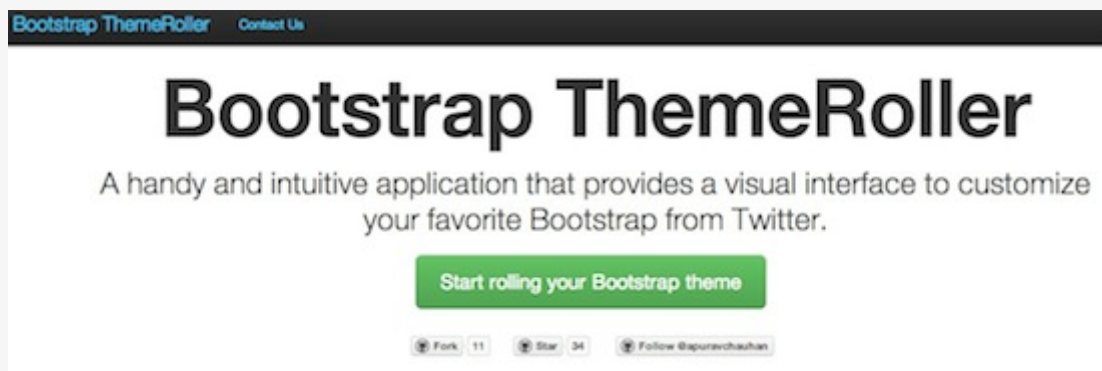 Bootstrap ThemeRoller Contact Us
Bootstrap ThemeRoller
A handy and intuitive application that provides a visual interface to customize
your favorite Bootstrap from Twitter.
Start rolling your Bootstrap theme
Fork 11 Star 34 Follow @apuravchauhan